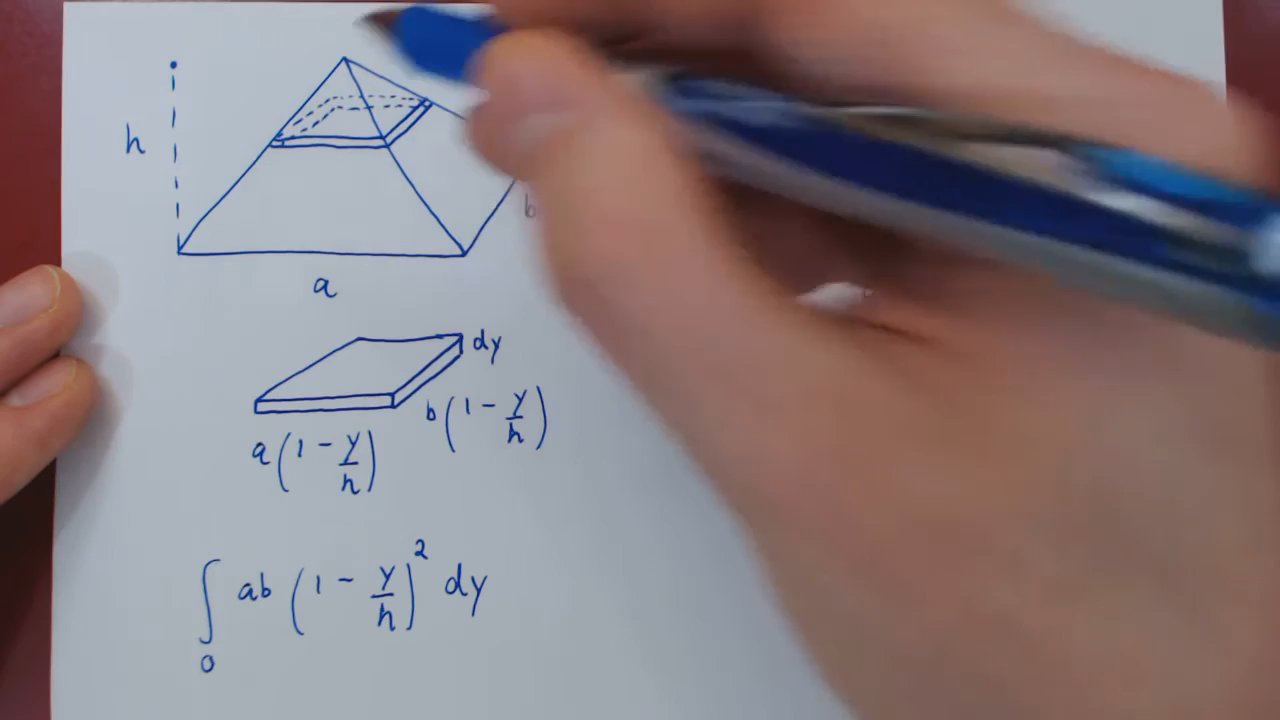 h
b
a
dy
b(1 - y/h)
a(1 - y/h)
∫₀ ab (1 - y/h)² dy